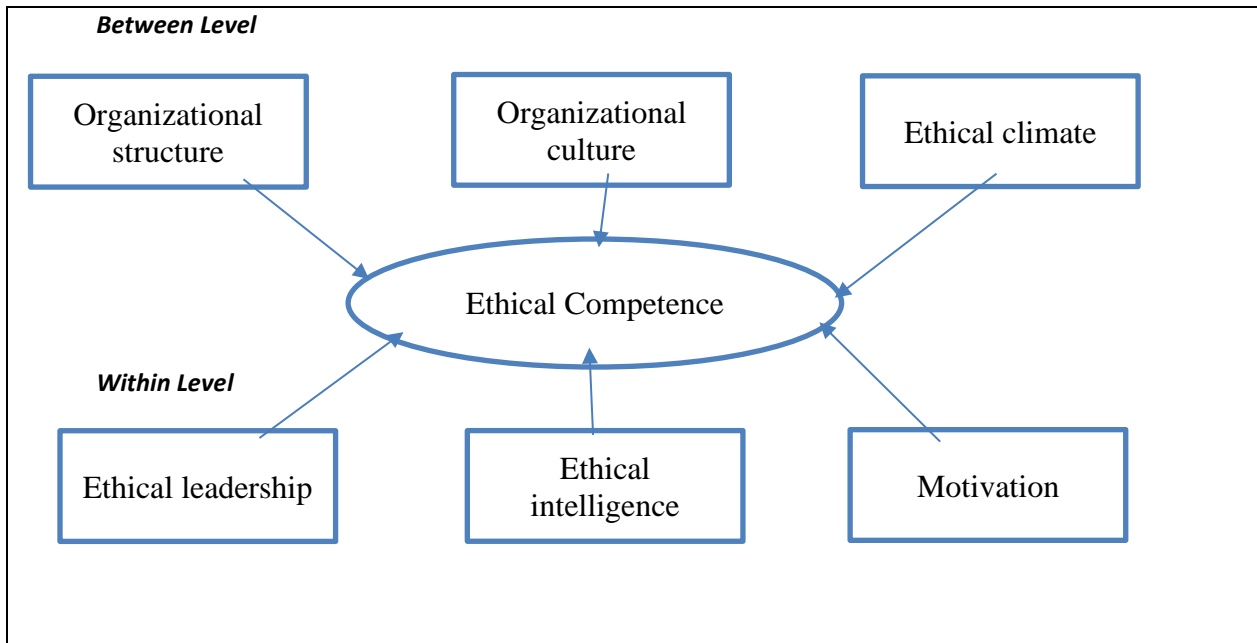 Between Level
Organizational
structure
Organizational
culture
Ethical climate
Ethical Competence
Within Level
Ethical leadership
Ethical
intelligence
Motivation